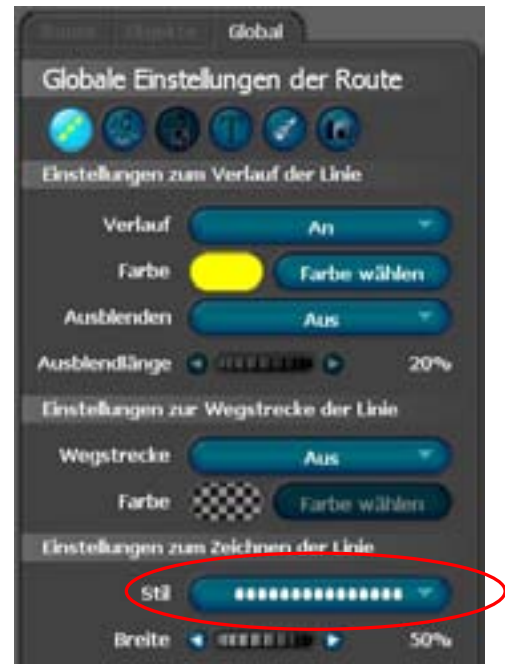 Global
Globale Einstellungen der Route
Einstellungen zum Verlauf der Linie
Verlauf An
Farbe Farbe wählen
Ausblenden Aus
Ausblendlänge 20%
Einstellungen zur Wegstrecke der Linie
Wegstrecke Aus
Farbe Farbe wählen
Einstellungen zum Zeichnen der Linie
Stil
Breite 50%